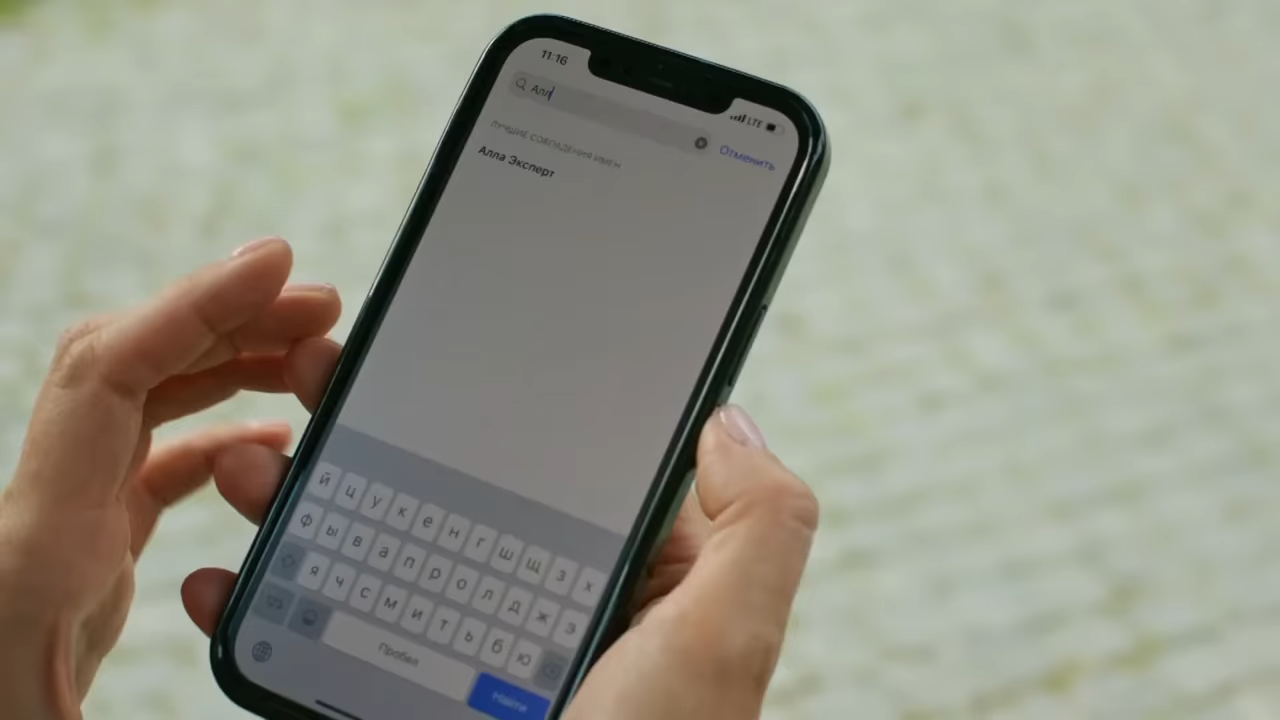 11:16
LTE
Алл
Отменить
ЛУЧШИЕ СОВПАДЕНИЯ ИМЕН
Алла Эксперт
й ц у к е н г ш щ з х
ф ы в а п р о л д ж э
я ч с м и т ь б ю
Пробел
Найти